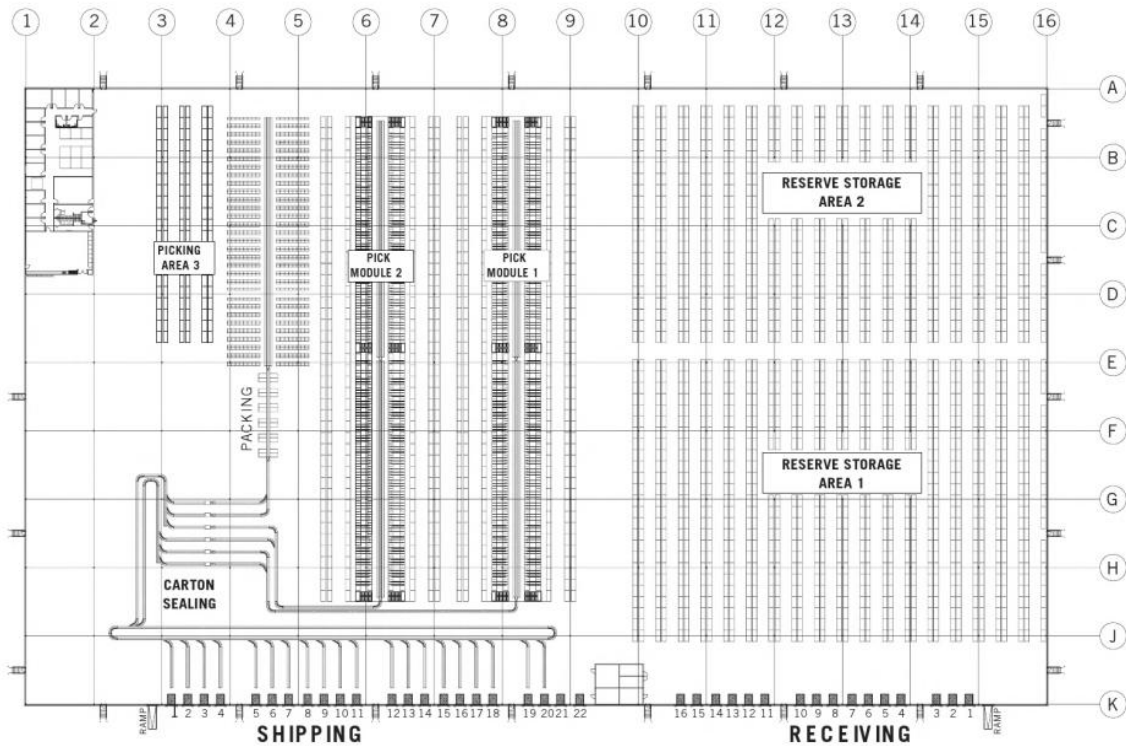 1 2 3 4 5 6 7 8 9 10 11 12 13 14 15 16
A
B
RESERVE STORAGE
AREA 2
C
PICKING
AREA 3
PICK
MODULE 2
PICK
MODULE 1
D
E
PACKING
F
RESERVE STORAGE
AREA 1
G
H
CARTON
SEALING
J
K
1 2 3 4 5 6 7 8 9 10 11 12 13 14 15 16 17 18 19 20 21 22
16 15 14 13 12 11 10 9 8 7 6 5 4 3 2 1
RAMP
SHIPPING
RECEIVING
RAMP